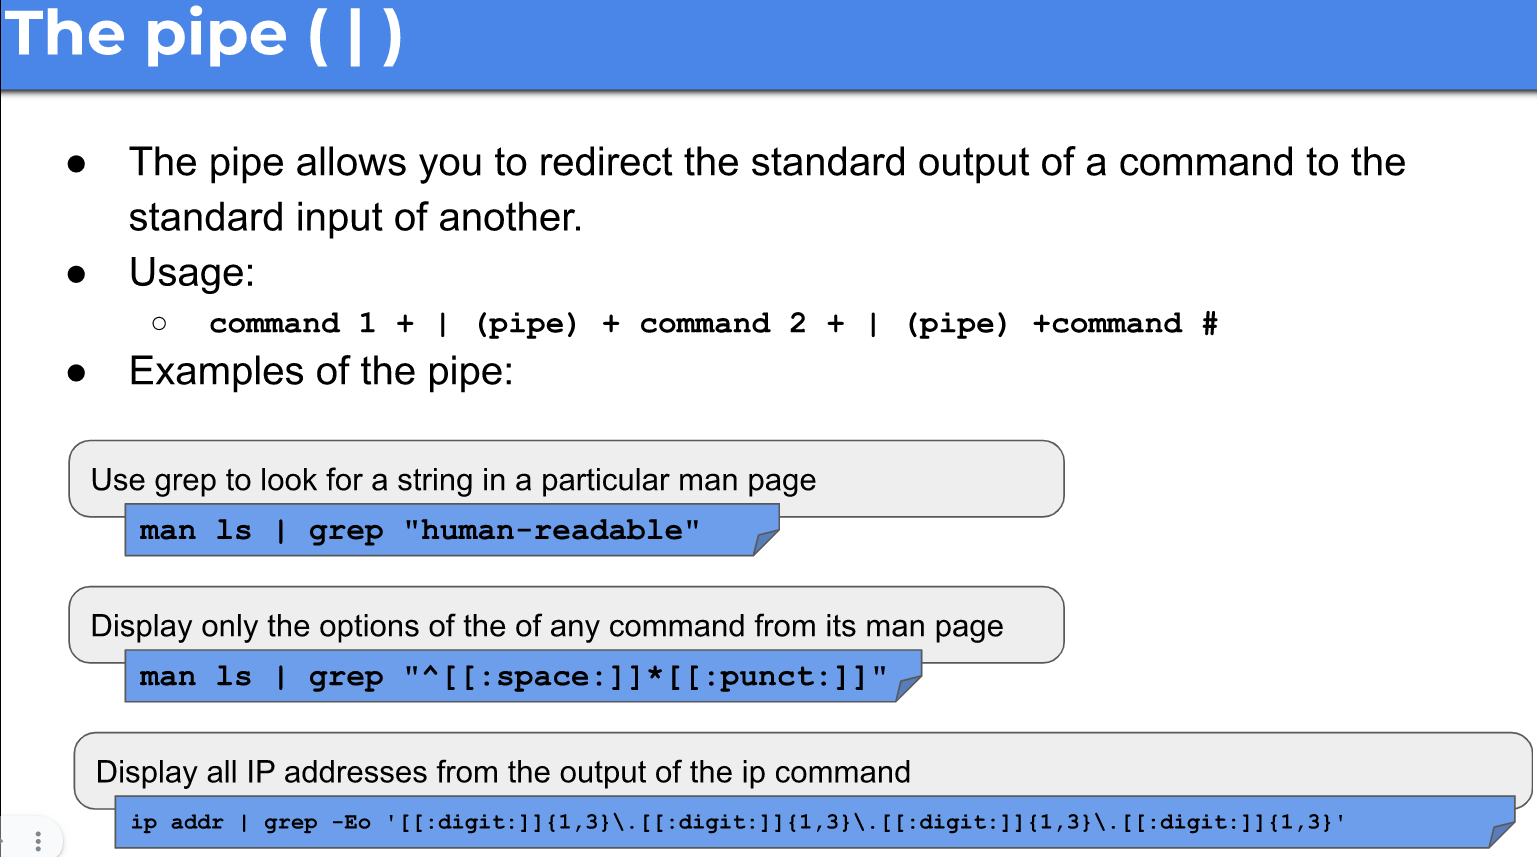 The pipe ( | )
● The pipe allows you to redirect the standard output of a command to the
standard input of another.
● Usage:
○ command 1 + | (pipe) + command 2 + | (pipe) +command #
● Examples of the pipe:
Use grep to look for a string in a particular man page
man ls | grep "human-readable"
Display only the options of the of any command from its man page
man ls | grep "^[[:space:]]*[[:punct:]]"
Display all IP addresses from the output of the ip command
ip addr | grep -Eo '[[:digit:]]{1,3}\.[[:digit:]]{1,3}\.[[:digit:]]{1,3}\.[[:digit:]]{1,3}'